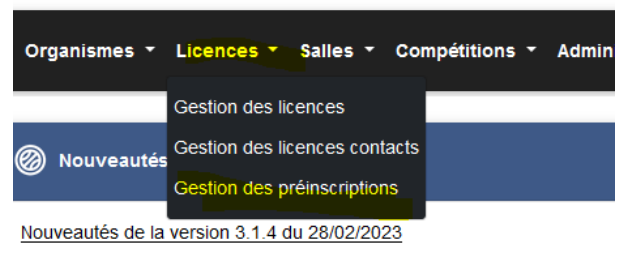 Organismes Licences Salles Compétitions Admin
Gestion des licences
Gestion des licences contacts
Nouveautés
Gestion des préinscriptions
Nouveautés de la version 3.1.4 du 28/02/2023